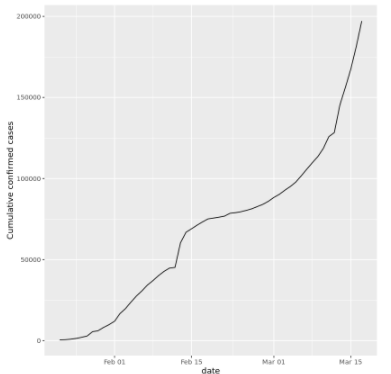 200000
150000
100000
50000
0
Cumulative confirmed cases
Feb 01 Feb 15 Mar 01 Mar 15
date